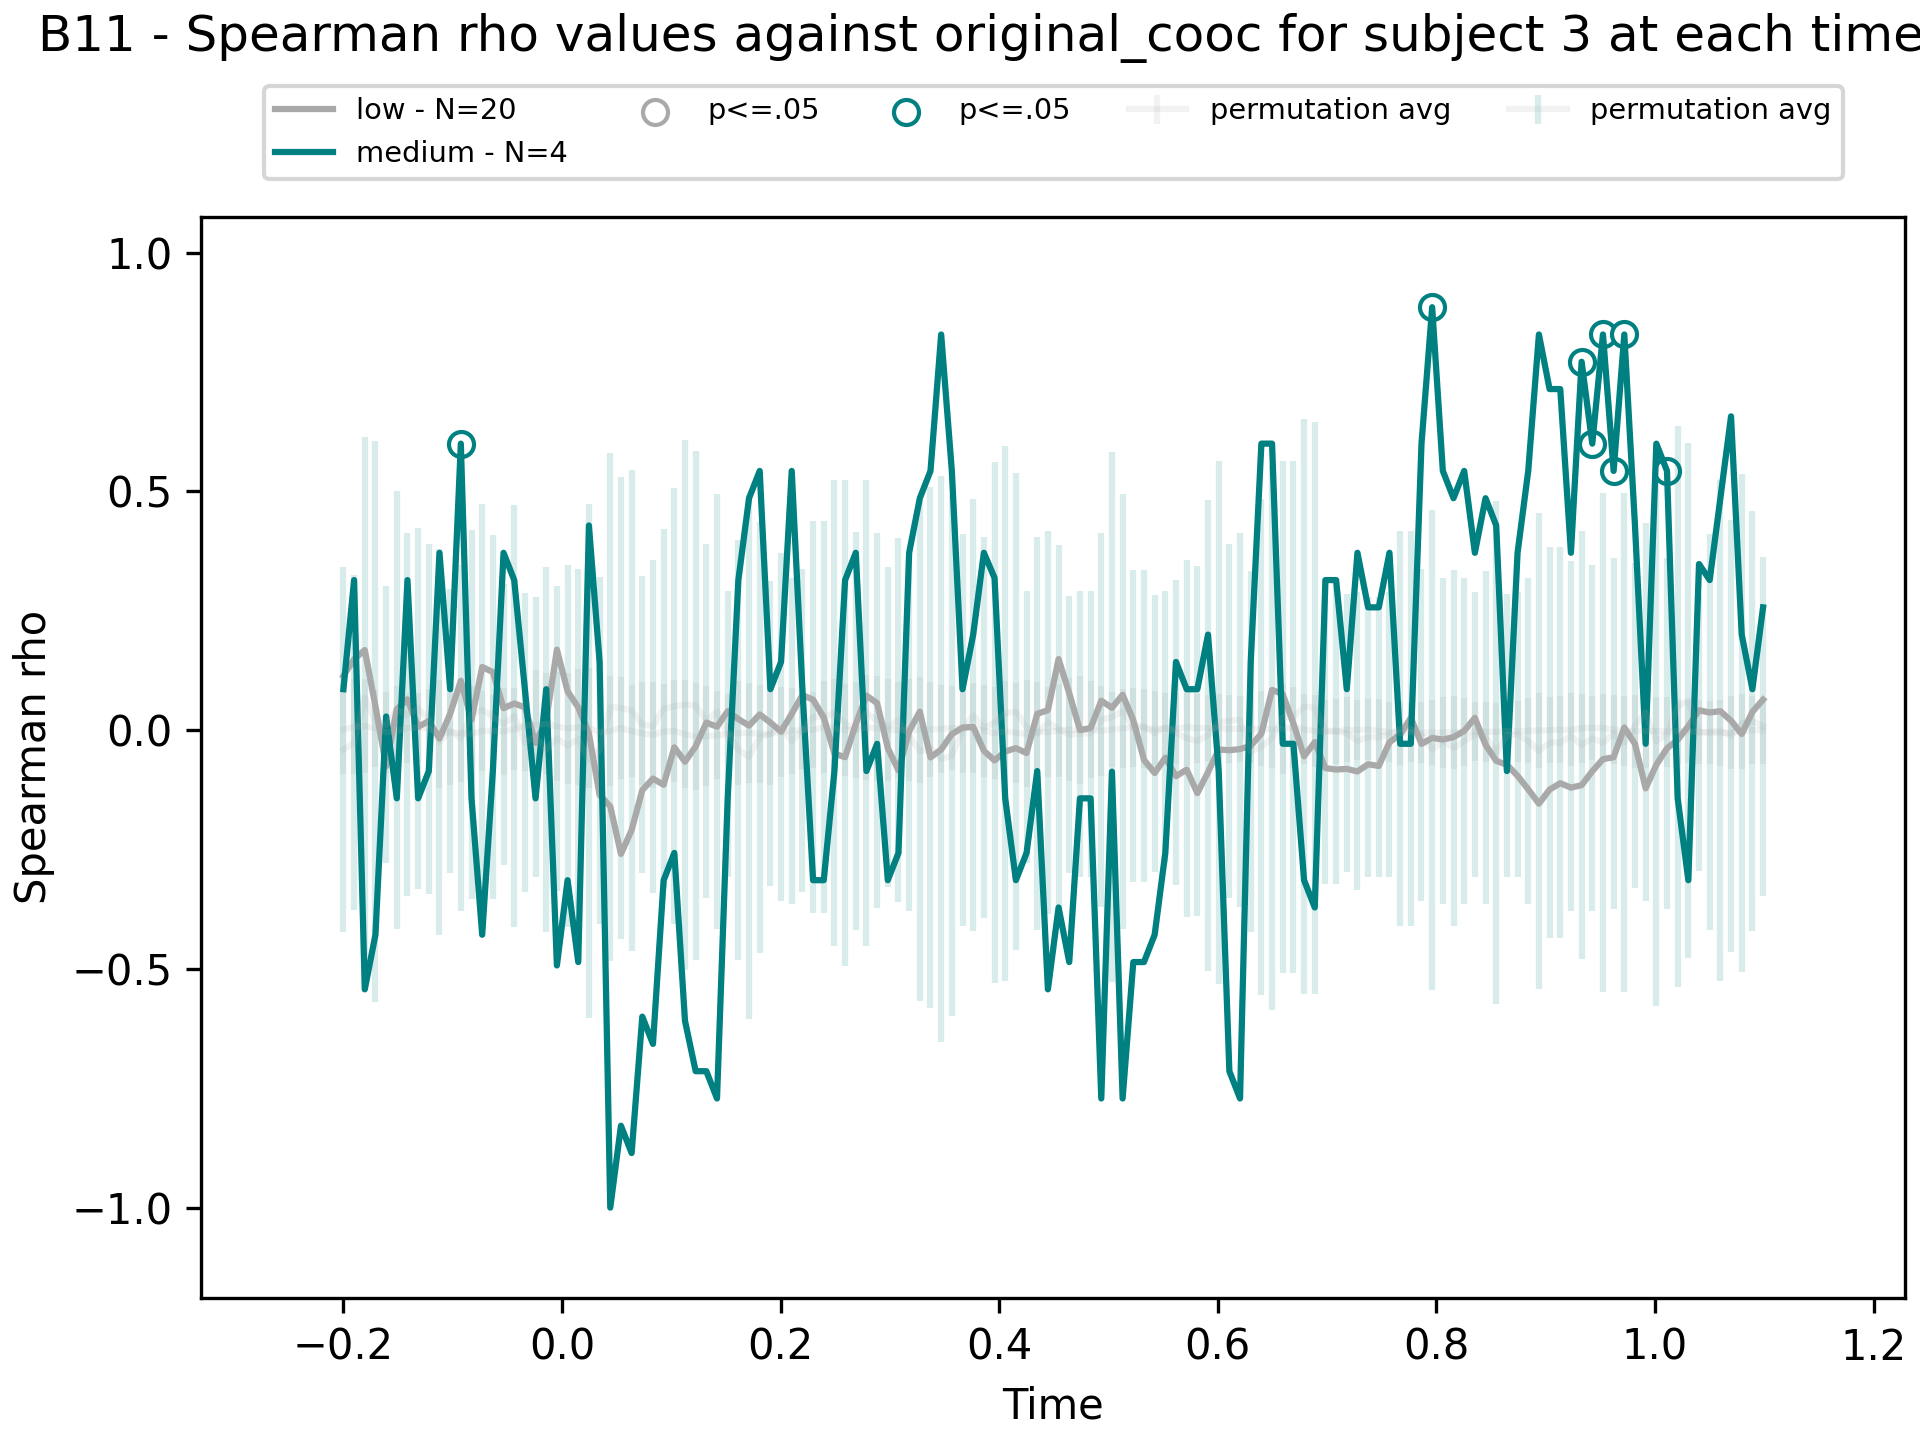 B11 - Spearman rho values against original_cooc for subject 3 at each time
low - N=20
medium - N=4
p<=.05
p<=.05
permutation avg
permutation avg
1.0
0.5
0.0
−0.5
−1.0
Spearman rho
−0.2
0.0
0.2
0.4
0.6
0.8
1.0
1.2
Time